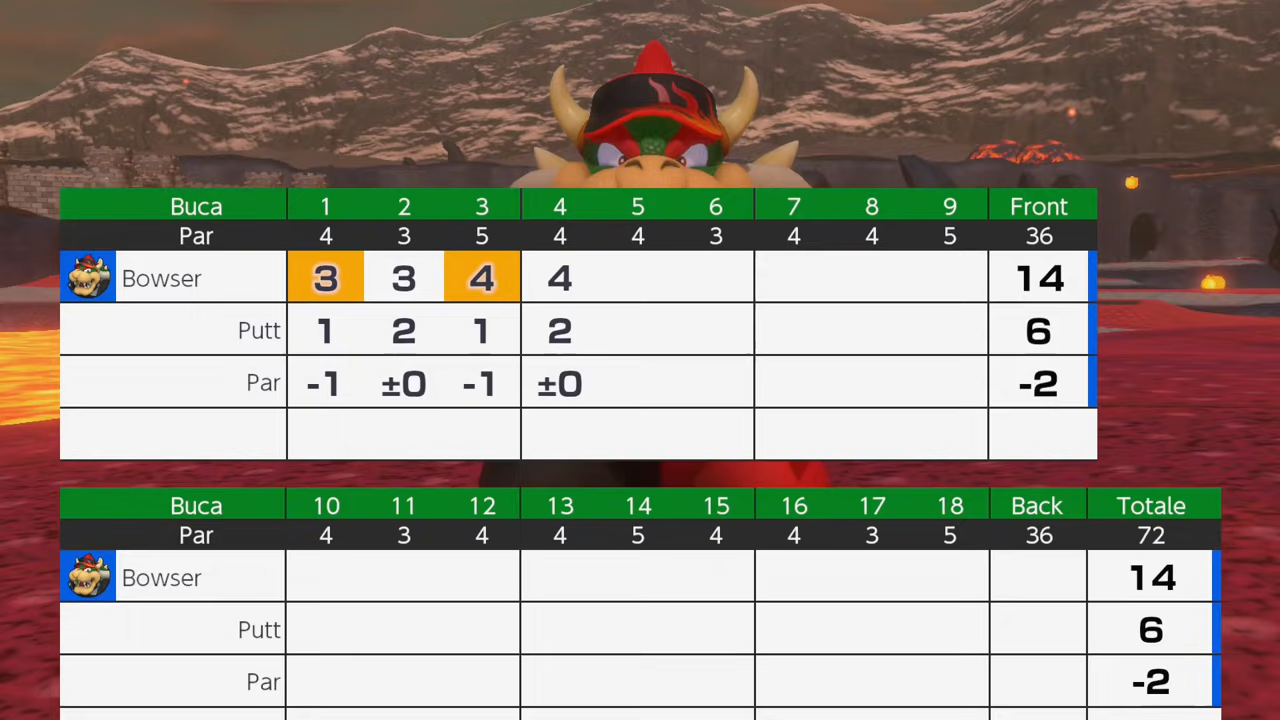 Buca 1 2 3 4 5 6 7 8 9 Front
Par 4 3 5 4 4 3 4 4 5 36
Bowser 3 3 4 4 14
Putt 1 2 1 2 6
Par -1 ±0 -1 ±0 -2
Buca 10 11 12 13 14 15 16 17 18 Back Totale
Par 4 3 4 4 5 4 4 3 5 36 72
Bowser 14
Putt 6
Par -2